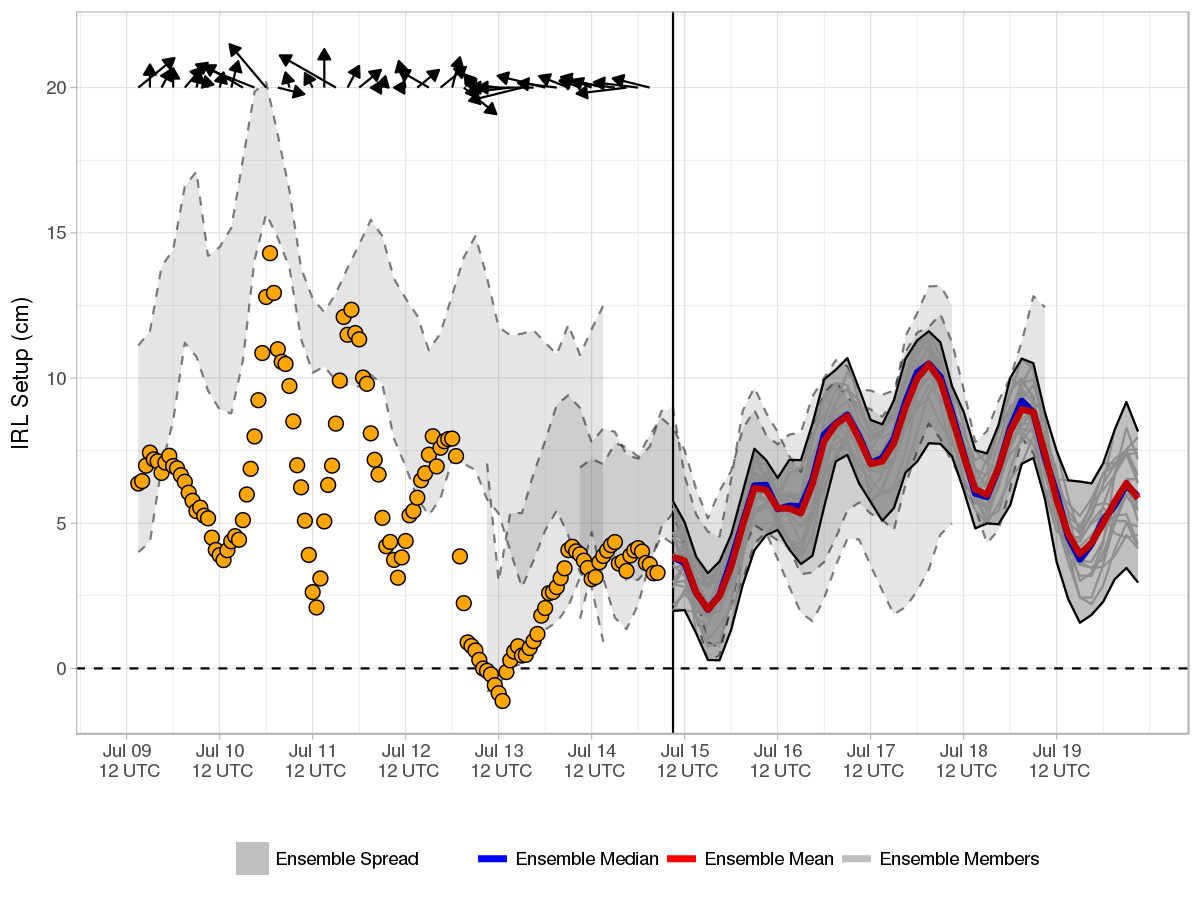 IRL Setup (cm)
20
15
10
5
0
Jul 09 Jul 10 Jul 11 Jul 12 Jul 13 Jul 14 Jul 15 Jul 16 Jul 17 Jul 18 Jul 19
12 UTC 12 UTC 12 UTC 12 UTC 12 UTC 12 UTC 12 UTC 12 UTC 12 UTC 12 UTC 12 UTC
Ensemble Spread Ensemble Median Ensemble Mean Ensemble Members